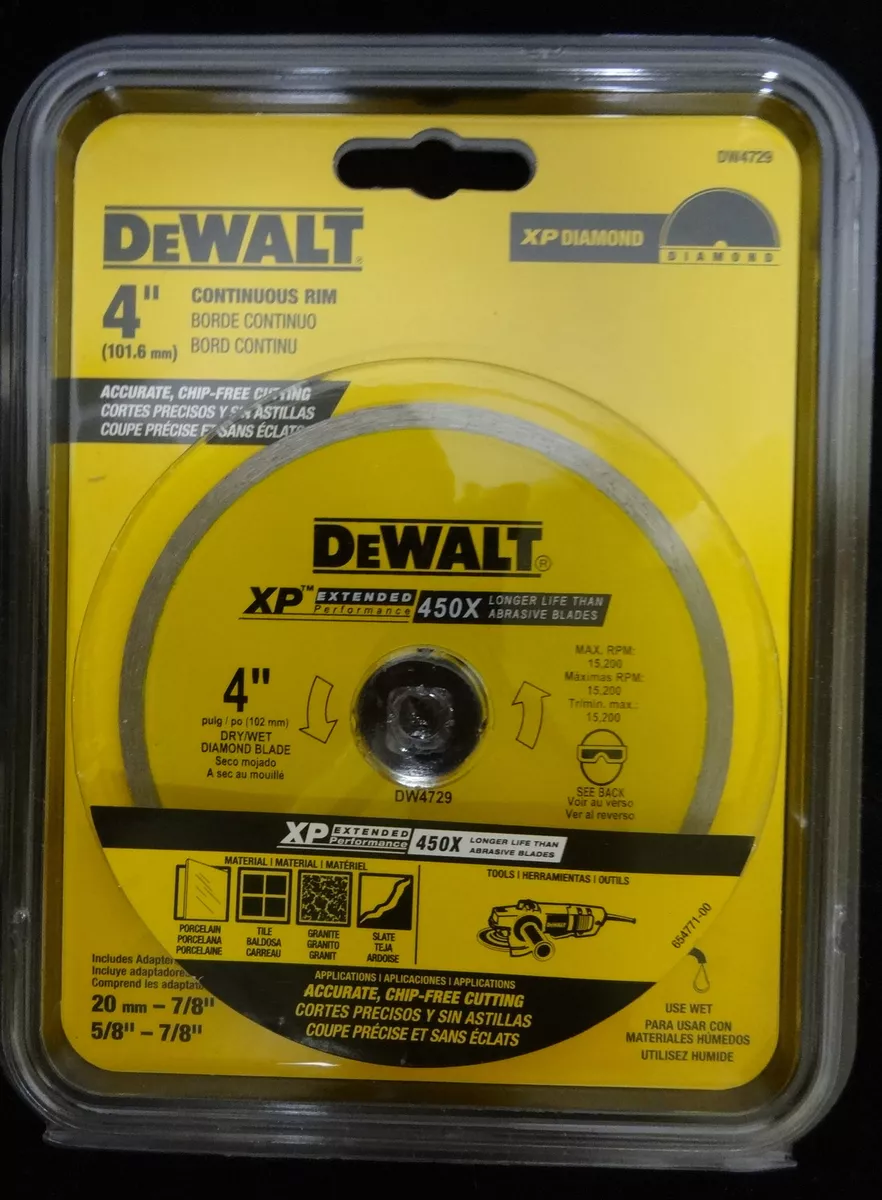 DW4729
DEWALT®
XP DIAMOND
DIAMOND
4"
(101.6 mm)
CONTINUOUS RIM
BORDE CONTINUO
BORD CONTINU
ACCURATE, CHIP-FREE CUTTING
CORTES PRECISOS Y SIN ASTILLAS
COUPE PRÉCISE ET SANS ÉCLATS
DEWALT®
XP™ EXTENDED Performance 450X LONGER LIFE THAN ABRASIVE BLADES
4"
pulg / po (102 mm)
DRY/WET
DIAMOND BLADE
Seco mojado
A sec au mouillé
MAX. RPM:
15,200
Máximas RPM:
15,200
Tr/min. max.:
15,200
SEE BACK
Voir au verso
Ver al reverso
DW4729
XP EXTENDED Performance 450X LONGER LIFE THAN ABRASIVE BLADES
MATERIAL | MATERIAL | MATÉRIEL
PORCELAIN
PORCELANA
PORCELAINE
TILE
BALDOSA
CARREAU
GRANITE
GRANITO
GRANIT
SLATE
TEJA
ARDOISE
TOOLS | HERRAMIENTAS | OUTILS
DEWALT
654771-00
Includes Adapter
Incluye adaptadores
Comprend les adaptat
20 mm – 7/8"
5/8" – 7/8"
APPLICATIONS | APLICACIONES | APPLICATIONS
ACCURATE, CHIP-FREE CUTTING
CORTES PRECISOS Y SIN ASTILLAS
COUPE PRÉCISE ET SANS ÉCLATS
USE WET
PARA USAR CON
MATERIALES HÚMEDOS
UTILISEZ HUMIDE